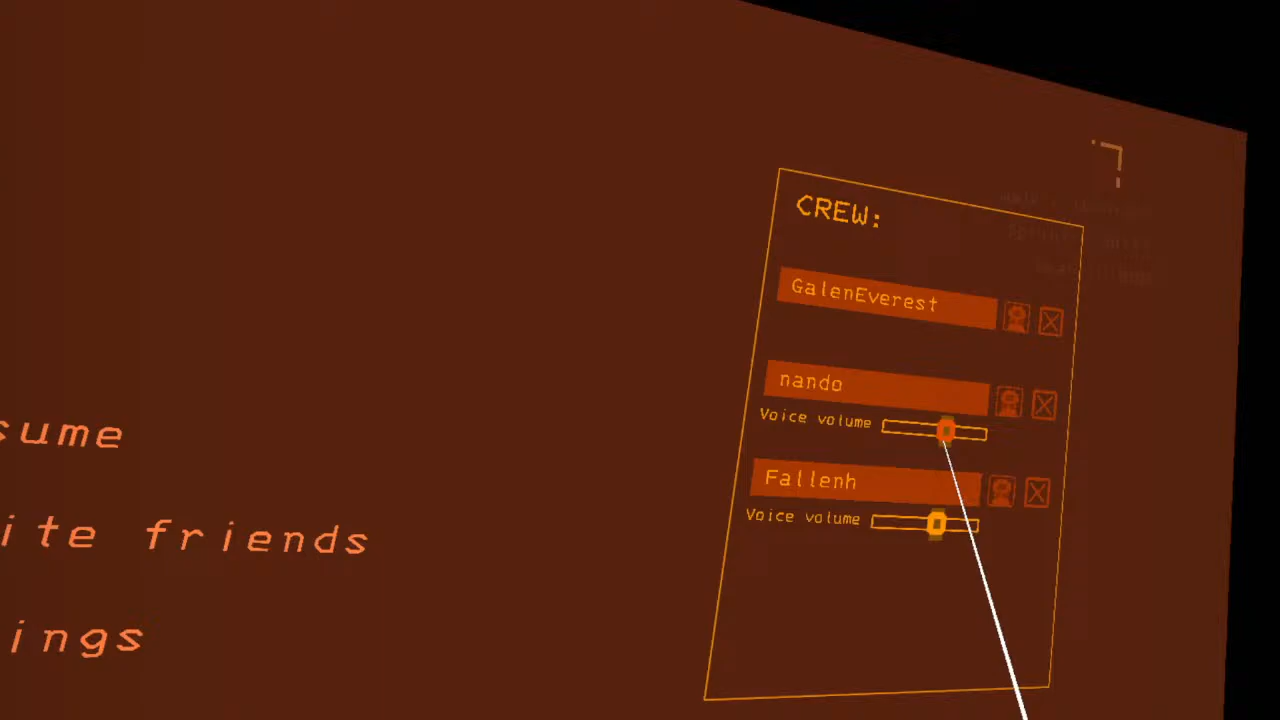 CREW:
GalenEverest
nando
Voice volume
Fallenh
Voice volume
sume
ite friends
ings